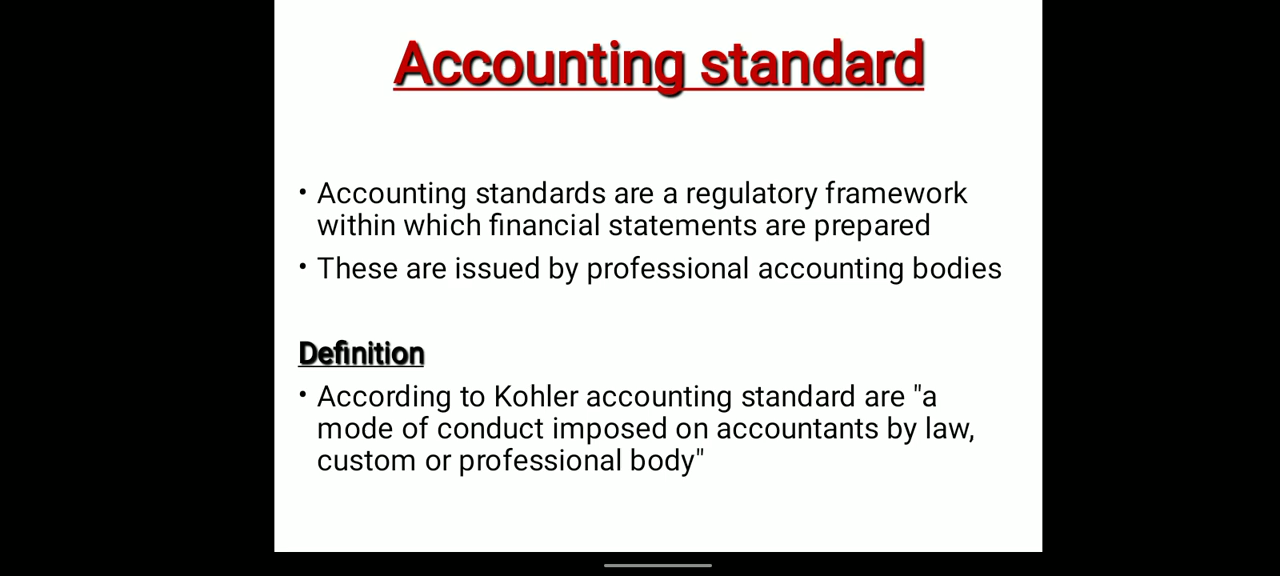 Accounting standard
• Accounting standards are a regulatory framework
within which financial statements are prepared
• These are issued by professional accounting bodies
Definition
• According to Kohler accounting standard are "a
mode of conduct imposed on accountants by law,
custom or professional body"